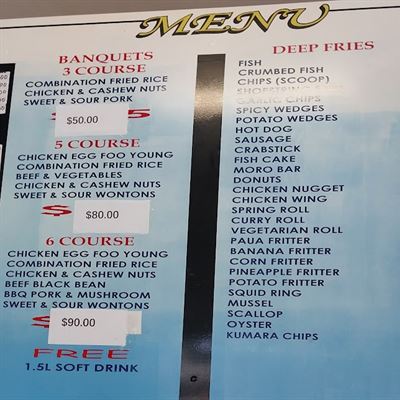 MENU
BANQUETS
3 COURSE
COMBINATION FRIED RICE
CHICKEN & CASHEW NUTS
SWEET & SOUR PORK
$50.00
5 COURSE
CHICKEN EGG FOO YOUNG
COMBINATION FRIED RICE
BEEF & VEGETABLES
CHICKEN & CASHEW NUTS
SWEET & SOUR WONTONS
$
$80.00
6 COURSE
CHICKEN EGG FOO YOUNG
COMBINATION FRIED RICE
CHICKEN & CASHEW NUTS
BEEF BLACK BEAN
BBQ PORK & MUSHROOM
SWEET & SOUR WONTONS
$90.00
FREE
1.5L SOFT DRINK
DEEP FRIES
FISH
CRUMBED FISH
CHIPS (SCOOP)
SHOESTRING
GARLIC CHIPS
SPICY WEDGES
POTATO WEDGES
HOT DOG
SAUSAGE
CRABSTICK
FISH CAKE
MORO BAR
DONUTS
CHICKEN NUGGET
CHICKEN WING
SPRING ROLL
CURRY ROLL
VEGETARIAN ROLL
PAUA FRITTER
BANANA FRITTER
CORN FRITTER
PINEAPPLE FRITTER
POTATO FRITTER
SQUID RING
MUSSEL
SCALLOP
OYSTER
KUMARA CHIPS